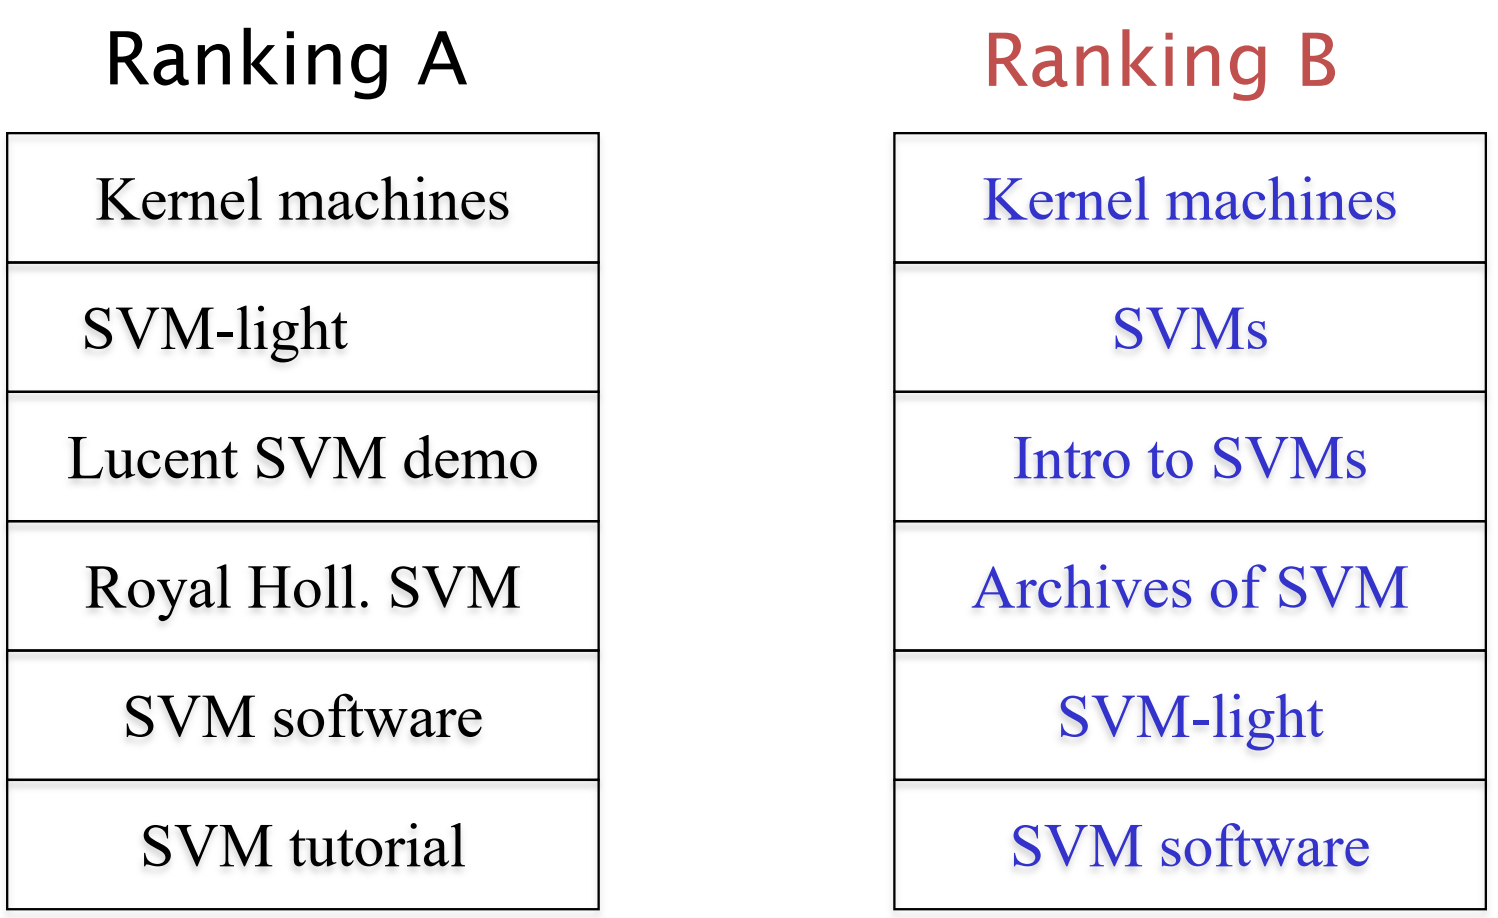 Ranking A
Kernel machines
SVM-light
Lucent SVM demo
Royal Holl. SVM
SVM software
SVM tutorial
Ranking B
Kernel machines
SVMs
Intro to SVMs
Archives of SVM
SVM-light
SVM software